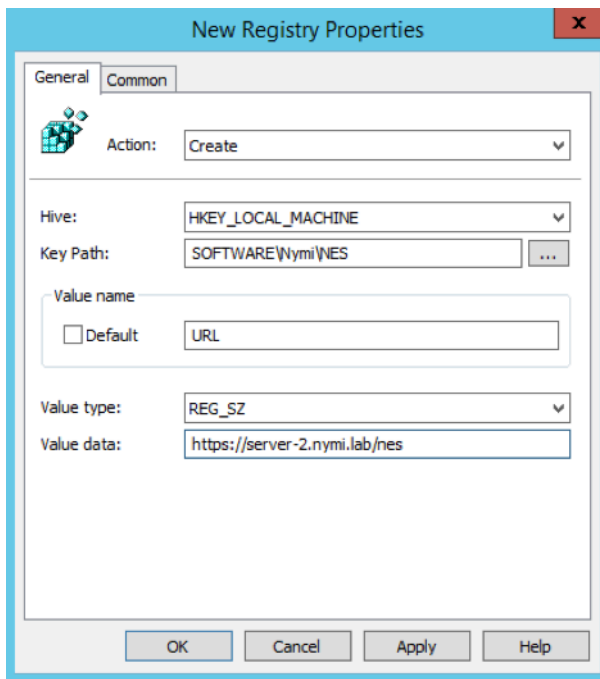 New Registry Properties
x
General Common
Action: Create
Hive: HKEY_LOCAL_MACHINE
Key Path: SOFTWARE\Nymi\NES ...
Value name
Default URL
Value type: REG_SZ
Value data: https://server-2.nymi.lab/nes
OK Cancel Apply Help